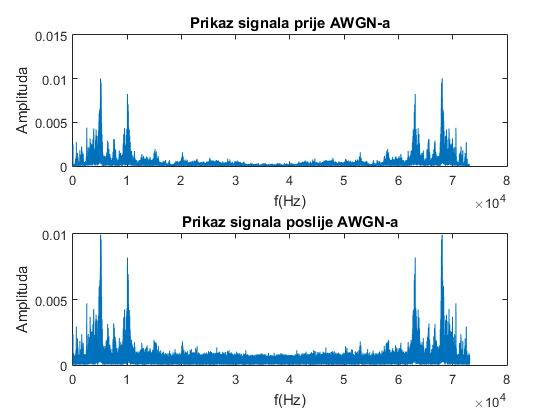 Prikaz signala prije AWGN-a
0.015
0.01
0.005
0
Amplituda
0 1 2 3 4 5 6 7 8
f(Hz)
×10^4
Prikaz signala poslije AWGN-a
0.01
0.005
0
Amplituda
0 1 2 3 4 5 6 7 8
f(Hz)
×10^4